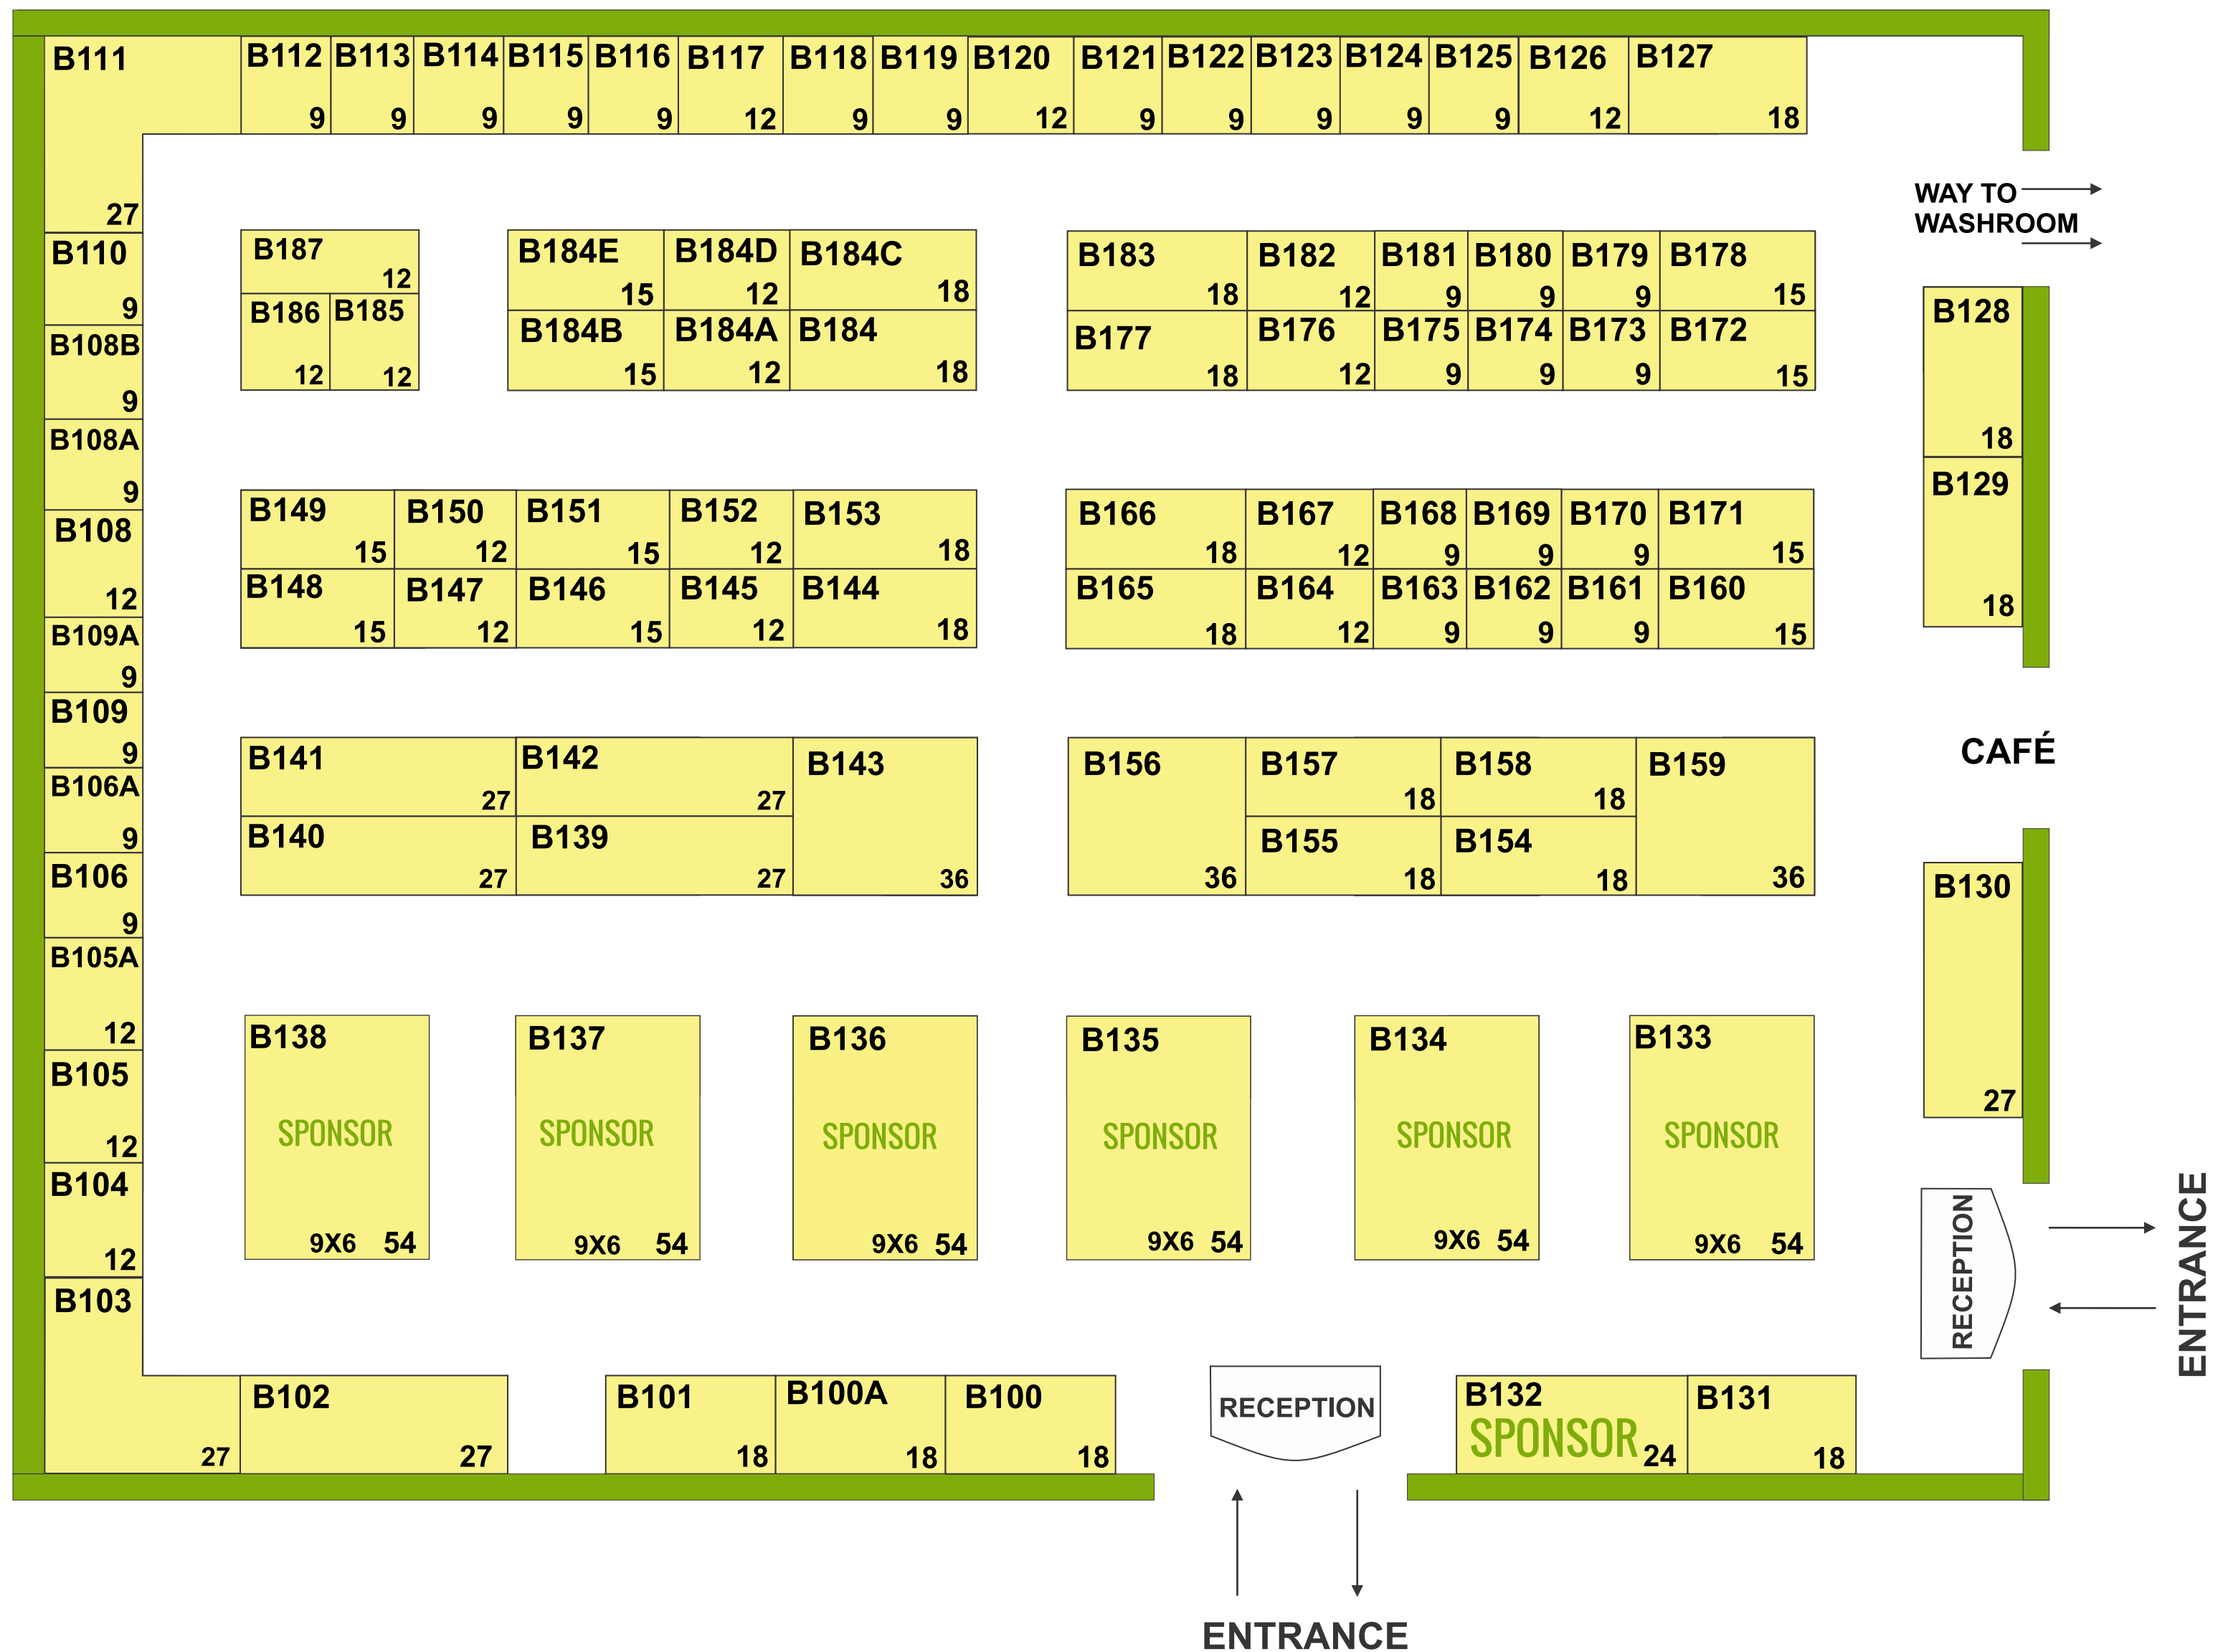 B111 B112 B113 B114 B115 B116 B117 B118 B119 B120 B121 B122 B123 B124 B125 B126 B127
9 9 9 9 9 12 9 9 12 9 9 9 9 9 12 18
27
WAY TO
WASHROOM
B110
9
B108B
9
B108A
9
B108
12
B109A
9
B109
9
B106A
9
B106
9
B105A
12
B105
12
B104
12
B103
27
B187
12
B186 B185
12 12
B184E B184D B184C
15 12 18
B184B B184A B184
15 12 18
B183 B182 B181 B180 B179 B178
18 12 9 9 9 15
B177 B176 B175 B174 B173 B172
18 12 9 9 9 15
B128
18
B129
18
B149 B150 B151 B152 B153
15 12 15 12 18
B148 B147 B146 B145 B144
15 12 15 12 18
B166 B167 B168 B169 B170 B171
18 12 9 9 9 15
B165 B164 B163 B162 B161 B160
18 12 9 9 9 15
CAFÉ
B141 B142 B143
27 27
B140 B139
27 27 36
B156 B157 B158 B159
18 18
B155 B154
36 18 18 36
B130
27
B138 B137 B136 B135 B134 B133
SPONSOR SPONSOR SPONSOR SPONSOR SPONSOR SPONSOR
9X6 54 9X6 54 9X6 54 9X6 54 9X6 54 9X6 54
RECEPTION
ENTRANCE
B102
27
B101 B100A B100
18 18 18
RECEPTION
B132 B131
SPONSOR
24 18
ENTRANCE